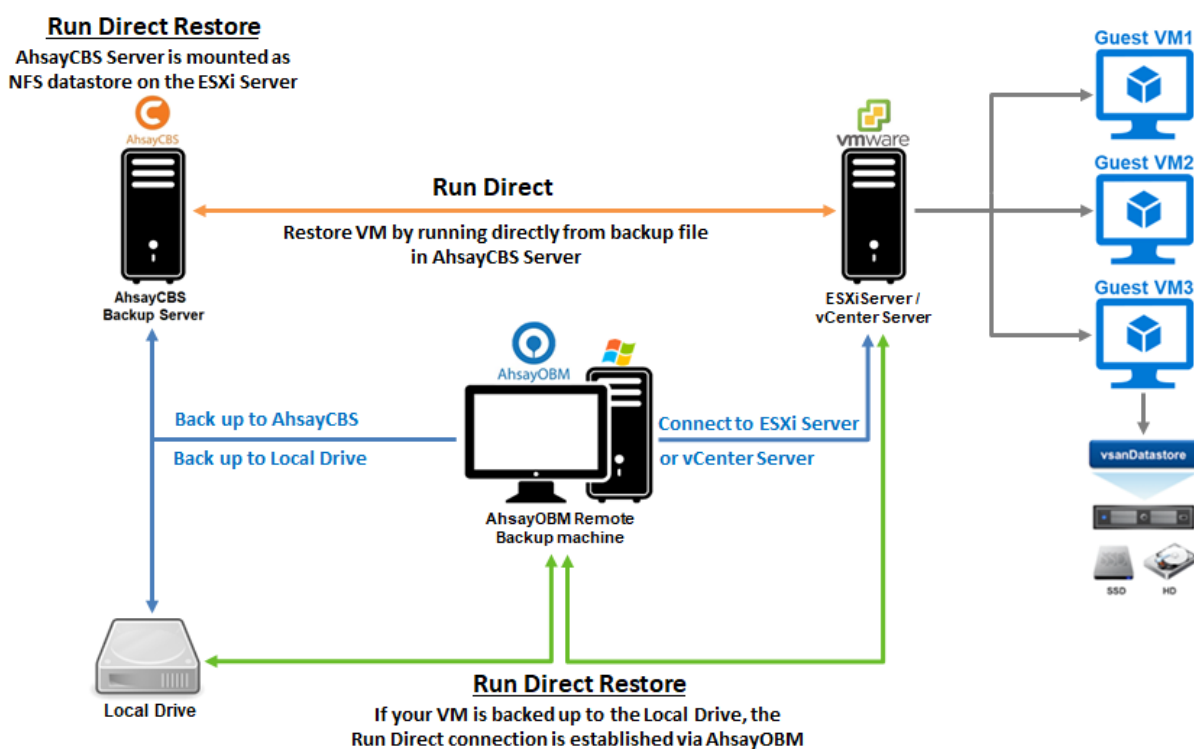 Run Direct Restore
AhsayCBS Server is mounted as
NFS datastore on the ESXi Server
AhsayCBS
vmware
Guest VM1
Guest VM2
Guest VM3
Run Direct
Restore VM by running directly from backup file
in AhsayCBS Server
AhsayCBS
Backup Server
ESXiServer /
vCenter Server
AhsayOBM
Back up to AhsayCBS
Back up to Local Drive
Connect to ESXi Server
or vCenter Server
AhsayOBM Remote
Backup machine
vsanDatastore
SSD
HD
Local Drive
Run Direct Restore
If your VM is backed up to the Local Drive, the
Run Direct connection is established via AhsayOBM